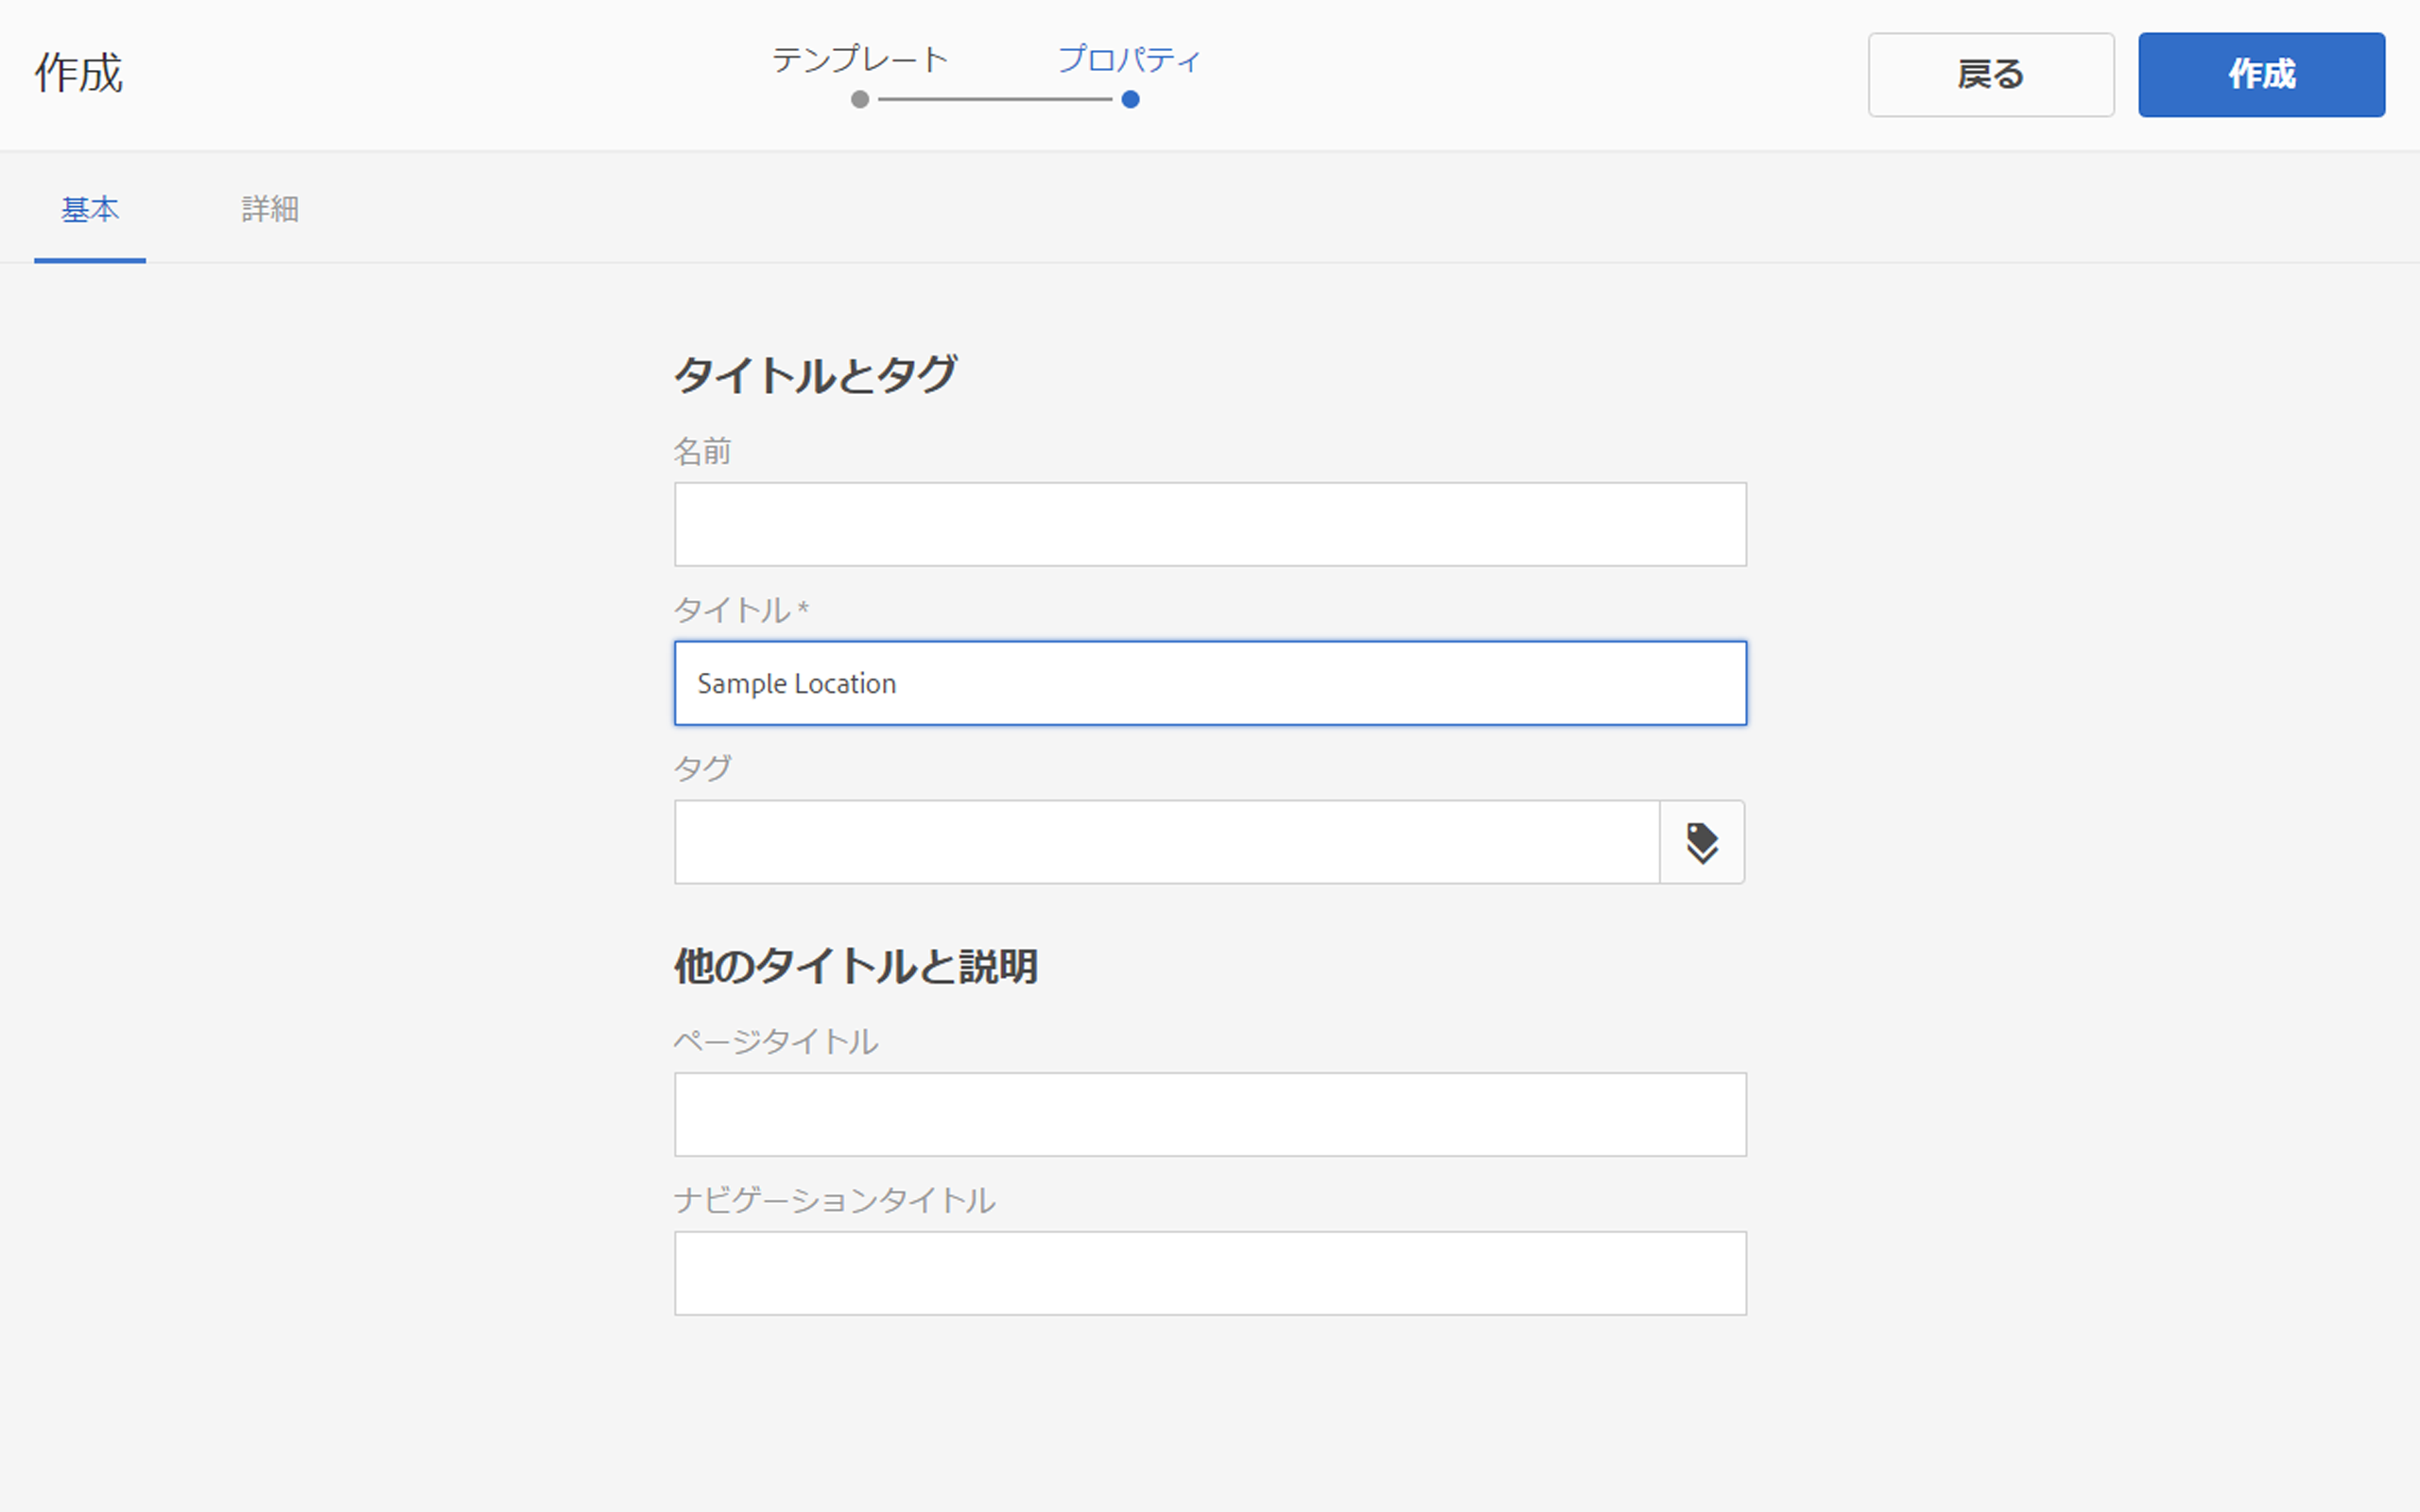 作成
テンプレート
プロパティ
戻る
作成
基本
詳細
タイトルとタグ
名前
タイトル *
Sample Location
タグ
他のタイトルと説明
ページタイトル
ナビゲーションタイトル